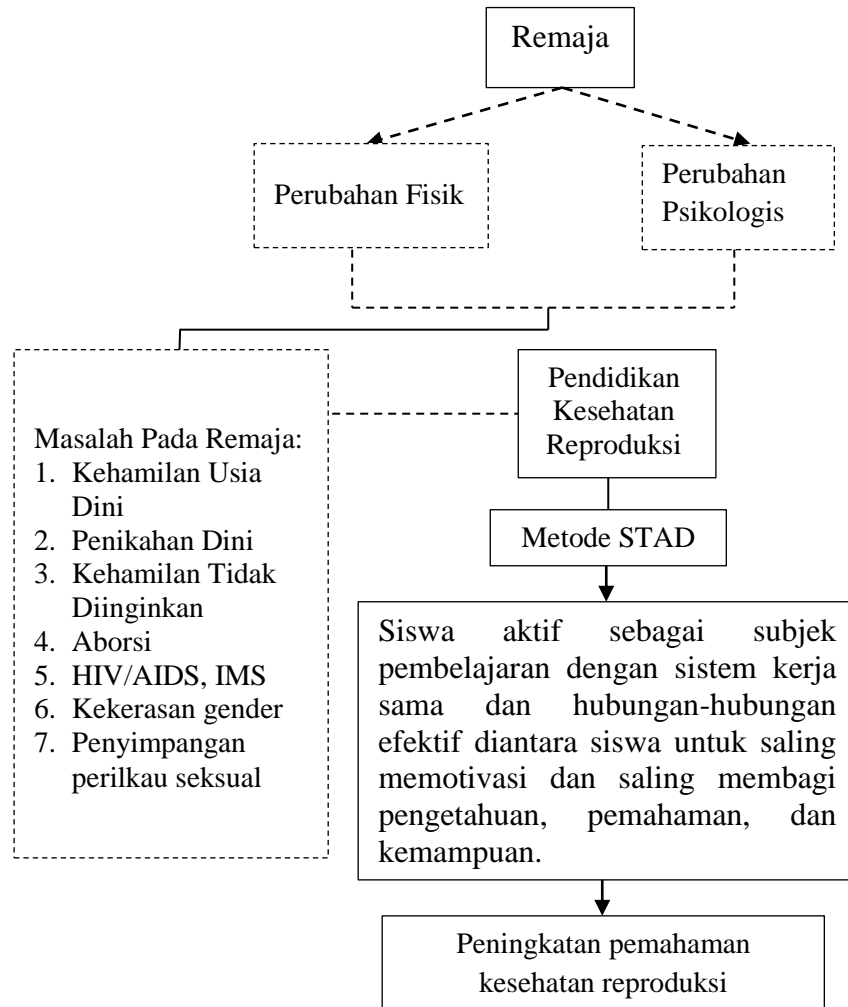 Remaja
Perubahan Fisik
Perubahan
Psikologis
Masalah Pada Remaja:
1. Kehamilan Usia
Dini
2. Penikahan Dini
3. Kehamilan Tidak
Diinginkan
4. Aborsi
5. HIV/AIDS, IMS
6. Kekerasan gender
7. Penyimpangan
perilkau seksual
Pendidikan
Kesehatan
Reproduksi
Metode STAD
Siswa aktif sebagai subjek
pembelajaran dengan sistem kerja
sama dan hubungan-hubungan
efektif diantara siswa untuk saling
memotivasi dan saling membagi
pengetahuan, pemahaman, dan
kemampuan.
Peningkatan pemahaman
kesehatan reproduksi